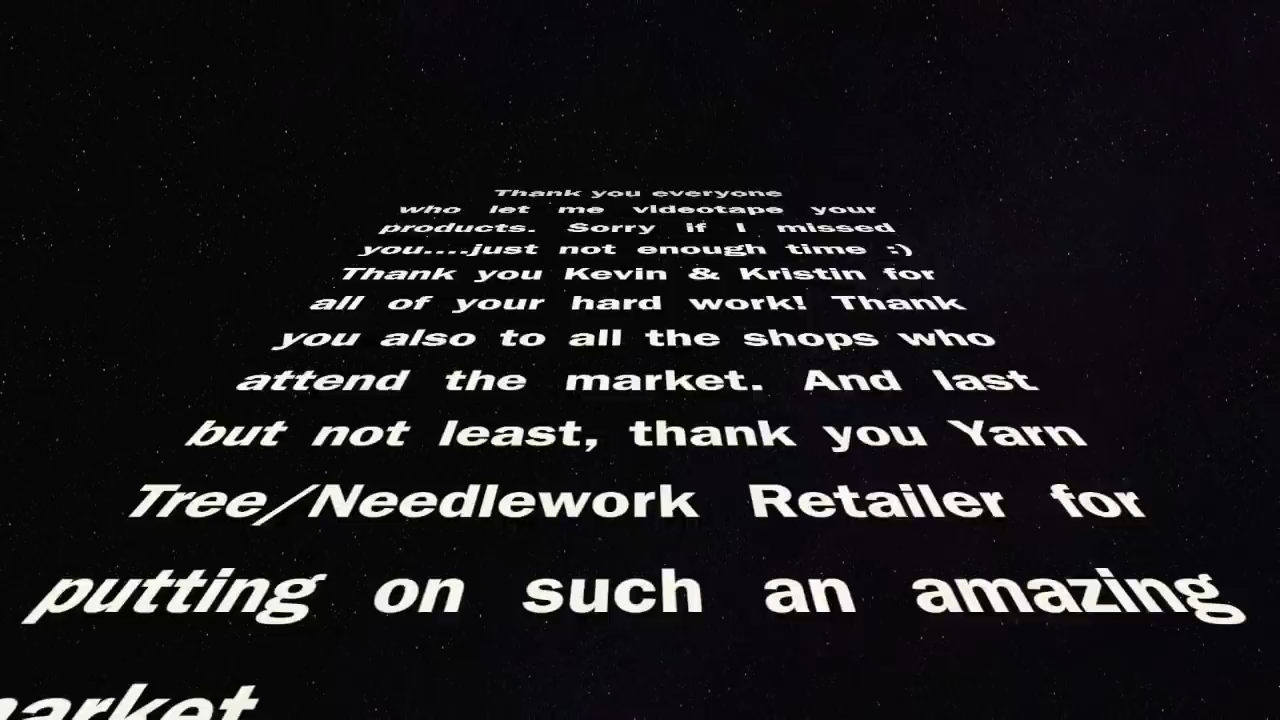 Thank you everyone
who let me videotape your
products. Sorry if I missed
you....just not enough time :)
Thank you Kevin & Kristin for
all of your hard work! Thank
you also to all the shops who
attend the market. And last
but not least, thank you Yarn
Tree/Needlework Retailer for
putting on such an amazing
market